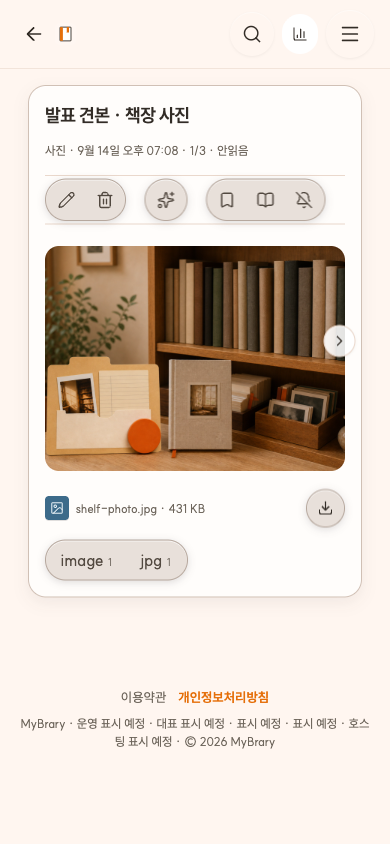 발표 견본 · 책장 사진
사진 · 9월 14일 오후 07:08 · 1/3 · 안읽음
shelf-photo.jpg · 431 KB
image 1 jpg 1
이용약관 개인정보처리방침
MyBrary · 운영 표시 예정 · 대표 표시 예정 · 표시 예정 · 표시 예정 · 호스
팅 표시 예정 · © 2026 MyBrary